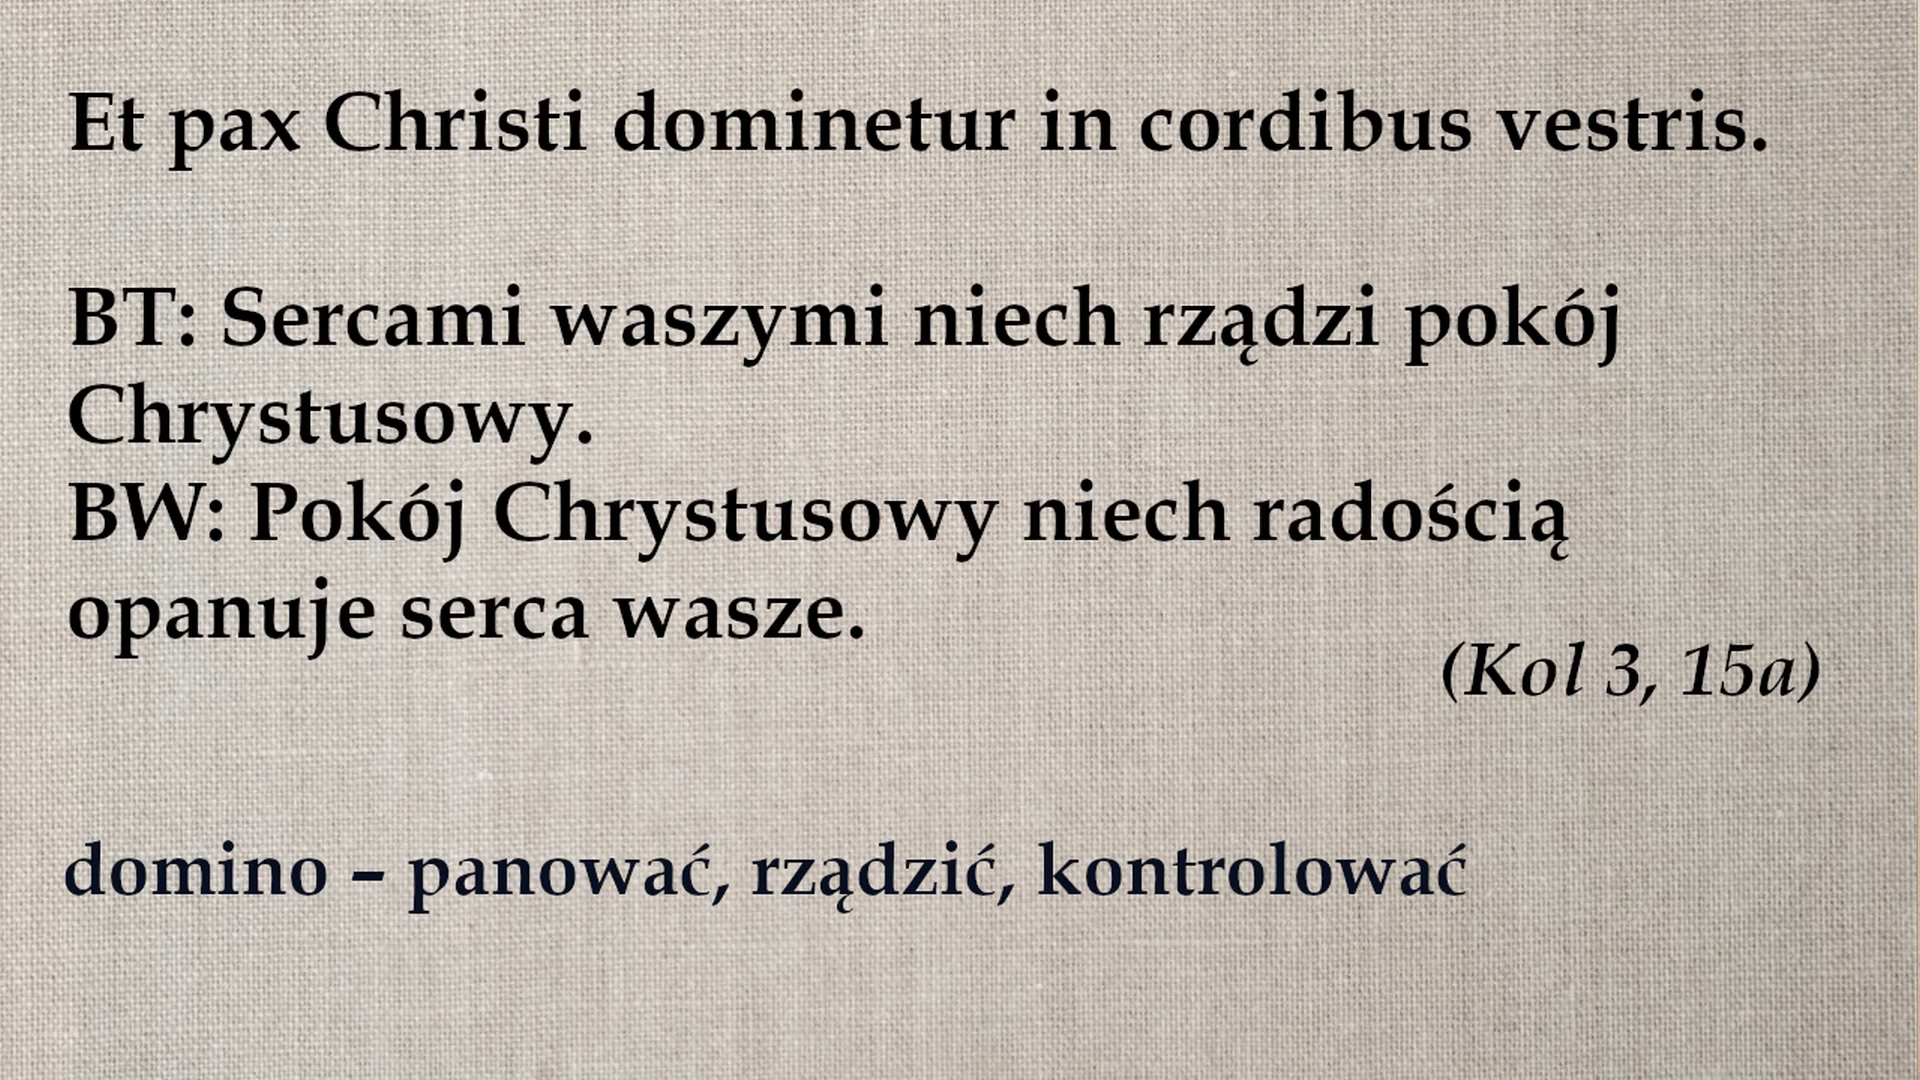 Et pax Christi dominetur in cordibus vestris.
BT: Sercami waszymi niech rządzi pokój
Chrystusowy.
BW: Pokój Chrystusowy niech radością
opanuje serca wasze.
(Kol 3, 15a)
domino – panować, rządzić, kontrolować